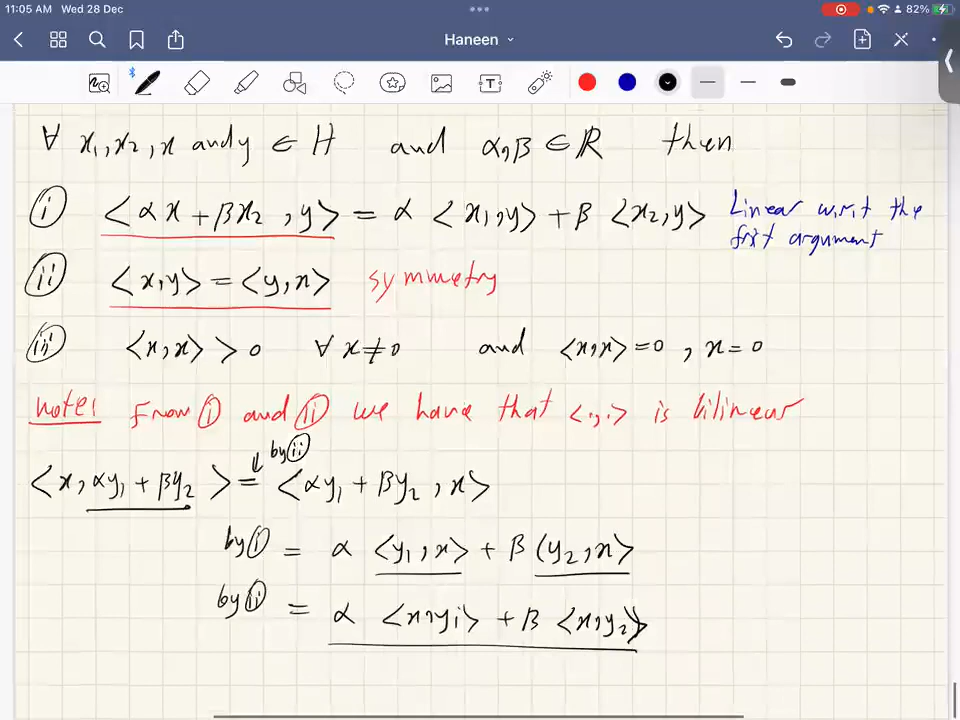 11:05 AM Wed 28 Dec
82%
Haneen
∀ x₁, x₂, x and y ∈ H and α, β ∈ ℝ then
i <αx + βx₂, y> = α <x₁, y> + β <x₂, y> Linear w.r.t the
first argument
ii <x, y> = <y, x> symmetry
iii <x, x> > 0 ∀ x ≠ 0 and <x, x> = 0, x = 0
note: From i and ii we have that <.,.> is bilinear
by ii
<x, αy₁ + βy₂> = <αy₁ + βy₂, x>
by i = α <y₁, x> + β (y₂, x>
by ii = α <x, y₁> + β <x, y₂>